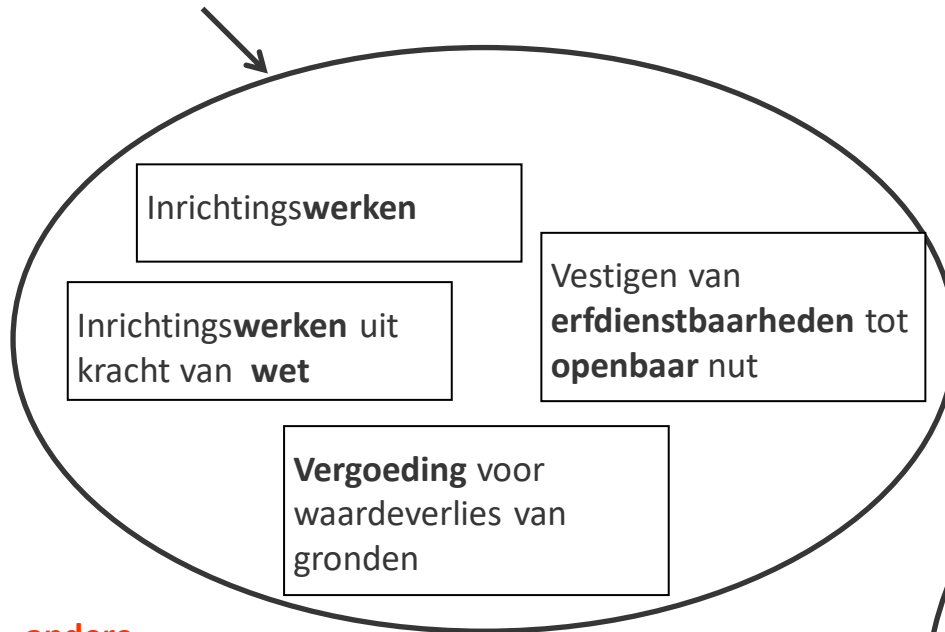 Inrichtingswerken
Inrichtingswerken uit
kracht van wet
Vestigen van
erfdienstbaarheden tot
openbaar nut
Vergoeding voor
waardeverlies van
gronden
andere